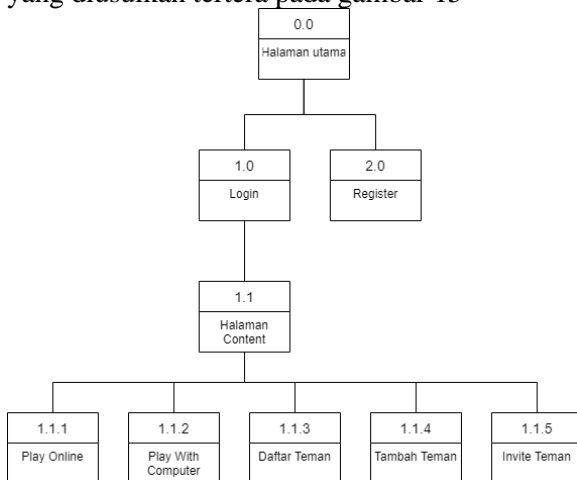 yang diusulkan tertera pada gambar 15
0.0
Halaman utama
1.0
Login
2.0
Register
1.1
Halaman
Content
1.1.1
Play Online
1.1.2
Play With
Computer
1.1.3
Daftar Teman
1.1.4
Tambah Teman
1.1.5
Invite Teman